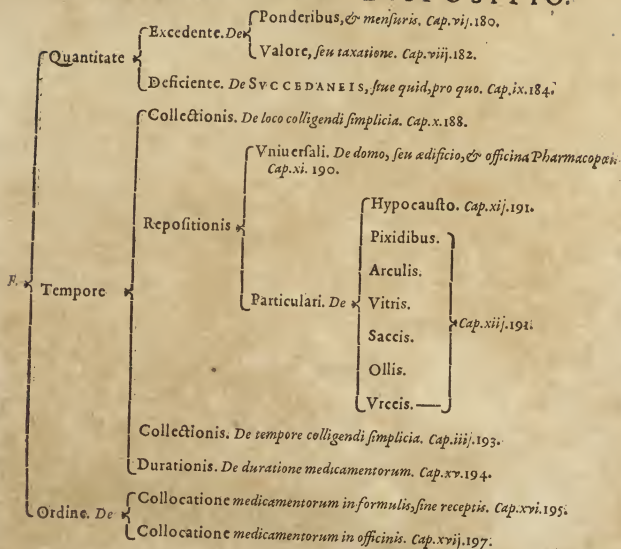 DISPOSITIO.
Ponderibus, & mensuris. Cap.vij.180.
Excedente. De
Quantitate
Valore, seu taxatione. Cap.viij.182.
Deficiente. De SVCCEDANEIS, siue quid, pro quo. Cap.ix.184.
Collectionis. De loco colligendi simplicia. Cap.x.188.
Vniuersali. De domo, seu ædificio, & officina Pharmacopœi.
Cap.xi. 190.
Hypocausto. Cap.xij.191.
Repositionis
Pixidibus.
Arculis.
F. Tempore
Particulari. De Vitris.
Cap.xiij.192.
Saccis.
Ollis.
Vrceis.
Collectionis. De tempore colligendi simplicia. Cap.iiij.193.
Durationis. De duratione medicamentorum. Cap.xv.194.
Collocatione medicamentorum in formulis, siue receptis. Cap.xvi.195.
Ordine. De
Collocatione medicamentorum in officinis. Cap.xvij.197.